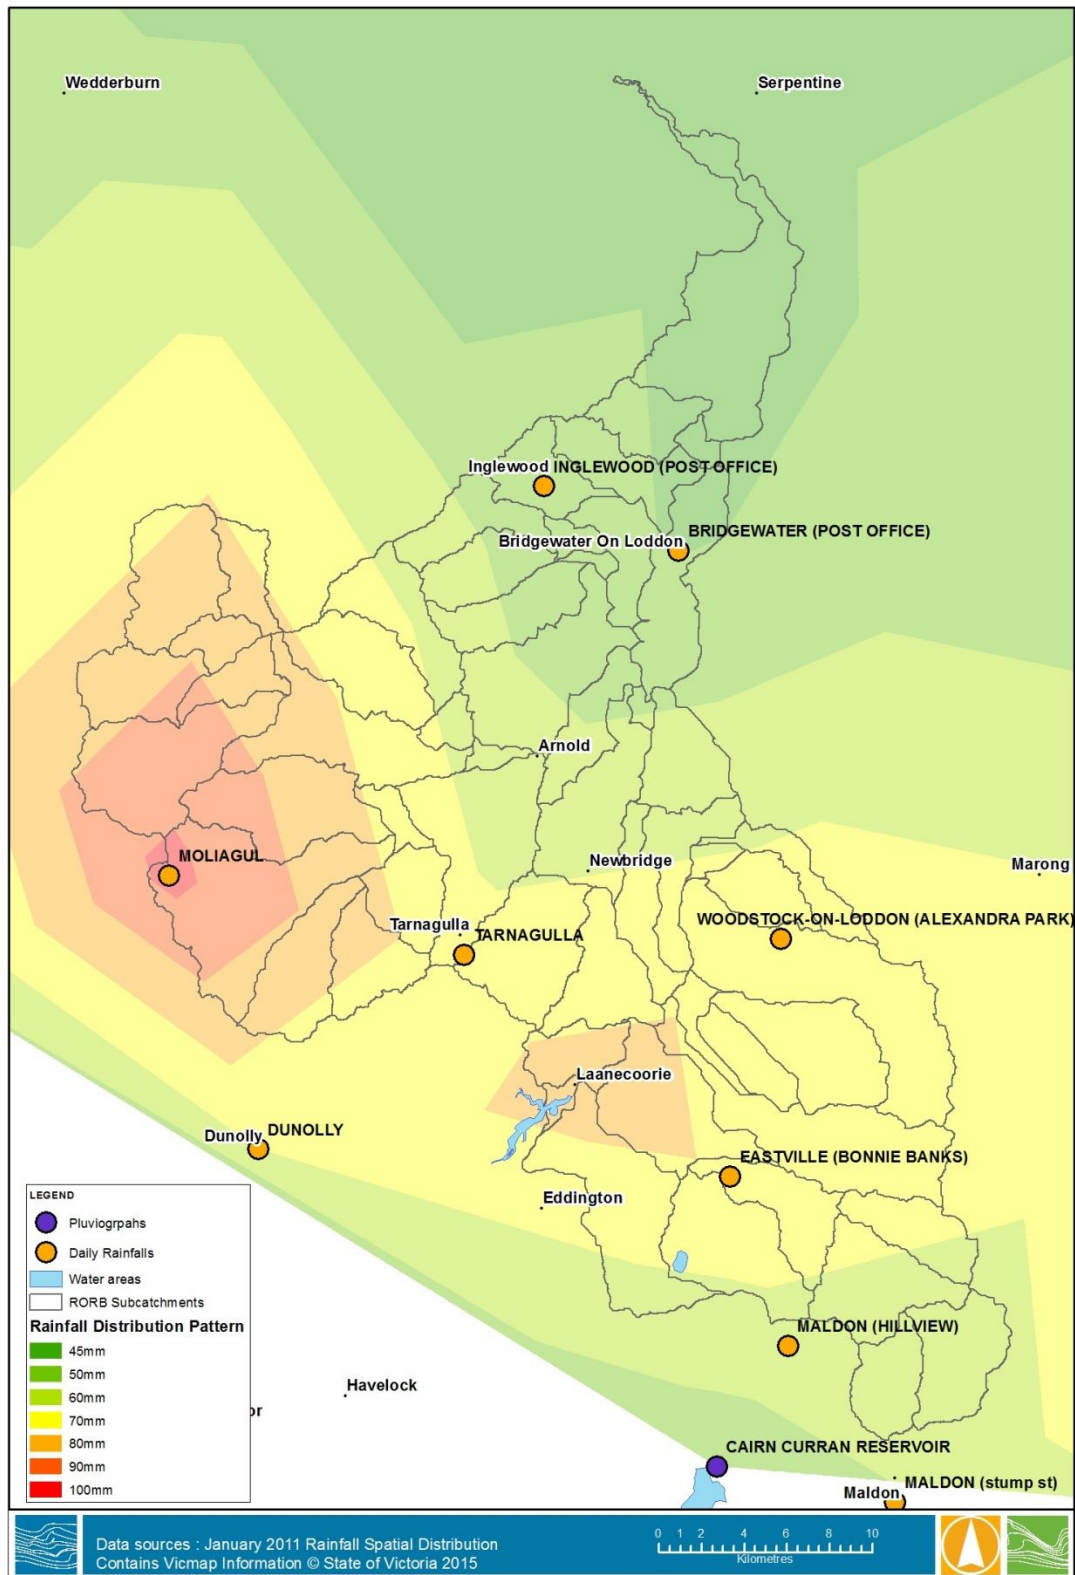 Wedderburn
Serpentine
Inglewood INGLEWOOD (POST OFFICE)
BRIDGEWATER (POST OFFICE)
Bridgewater On Loddon
Arnold
MOLIAGUL
Newbridge
Marong
WOODSTOCK-ON-LODDON (ALEXANDRA PARK)
Tarnagulla
TARNAGULLA
Laanecoorie
Dunolly DUNOLLY
EASTVILLE (BONNIE BANKS)
Eddington
MALDON (HILLVIEW)
Havelock
or
CAIRN CURRAN RESERVOIR
MALDON (stump st)
Maldon
LEGEND
Pluviogrpahs
Daily Rainfalls
Water areas
RORB Subcatchments
Rainfall Distribution Pattern
45mm
50mm
60mm
70mm
80mm
90mm
100mm
Data sources : January 2011 Rainfall Spatial Distribution
Contains Vicmap Information © State of Victoria 2015
0 1 2 4 6 8 10
Kilometres